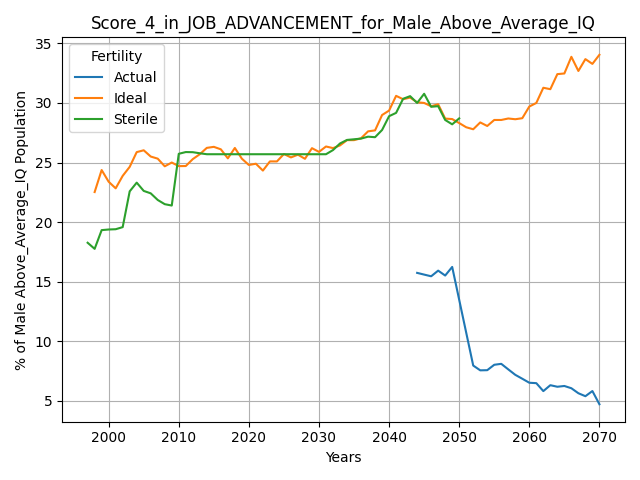 Score_4_in_JOB_ADVANCEMENT_for_Male_Above_Average_IQ
% of Male Above_Average_IQ Population
35
30
25
20
15
10
5
Fertility
Actual
Ideal
Sterile
2000 2010 2020 2030 2040 2050 2060 2070
Years